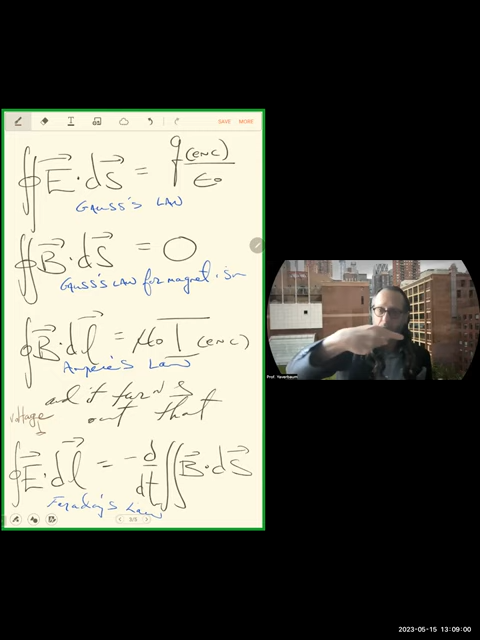 SAVE MORE
∯ E⃗·dS⃗ = q(enc)/ε₀
GAUSS'S LAW
∯ B⃗·dS⃗ = 0
GAUSS'S LAW for magnetism
∮ B⃗·dl⃗ = μ₀ I (enc)
Ampere's Law
and it turns
out that
voltage
∮ E⃗·dl⃗ = -d/dt ∬ B⃗·dS⃗
Faraday's Law
3/5
Prof. Yaverbaum
2023-05-15 13:09:00